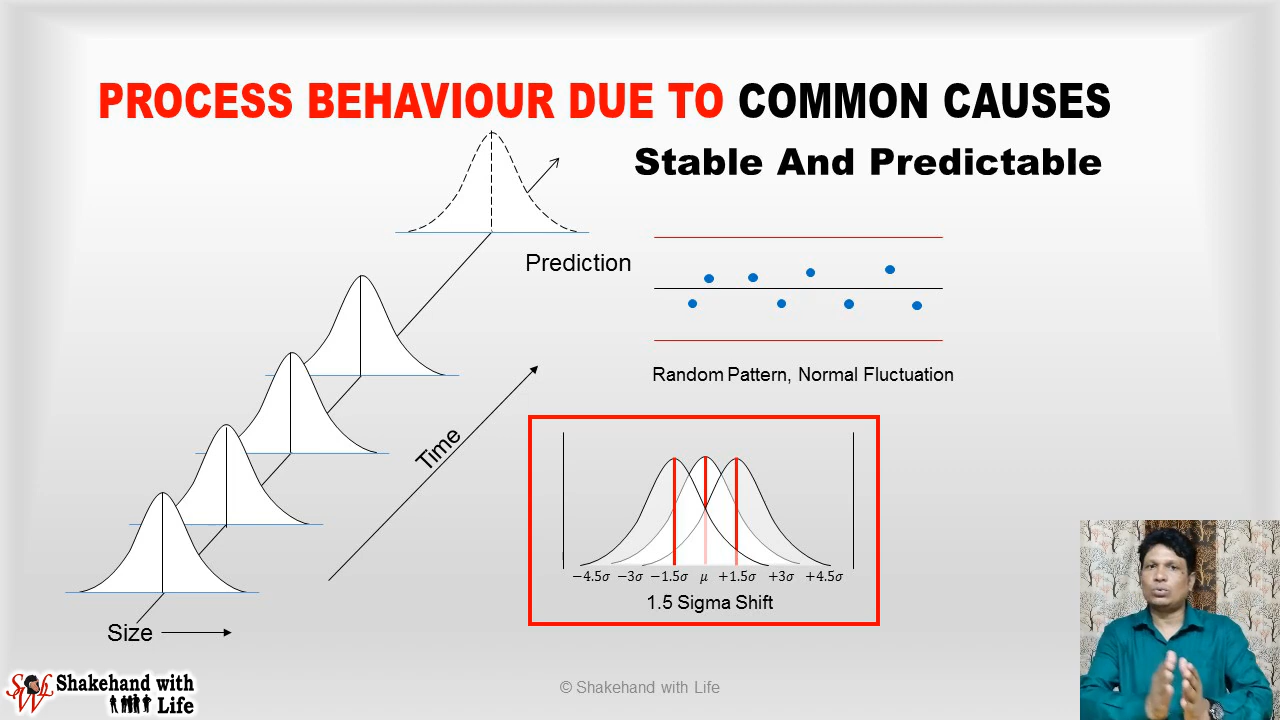 PROCESS BEHAVIOUR DUE TO COMMON CAUSES
Stable And Predictable
Prediction
Random Pattern, Normal Fluctuation
Time
−4.5σ −3σ −1.5σ μ +1.5σ +3σ +4.5σ
1.5 Sigma Shift
Size
SWL Shakehand with
Life
© Shakehand with Life